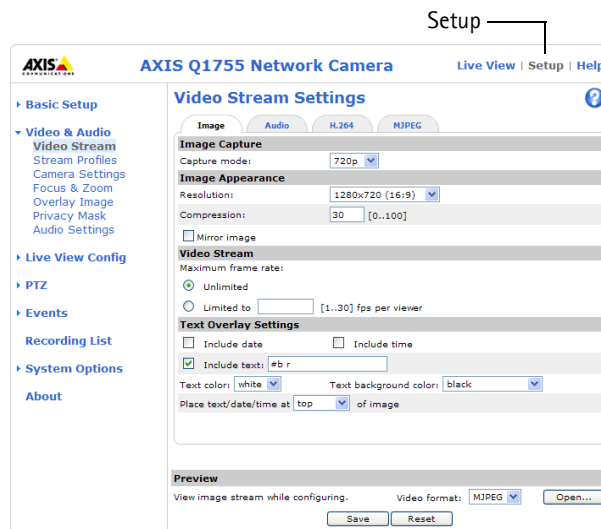 Setup
AXIS
COMMUNICATIONS
AXIS Q1755 Network Camera
Live View | Setup | Help
Basic Setup
Video & Audio
Video Stream
Stream Profiles
Camera Settings
Focus & Zoom
Overlay Image
Privacy Mask
Audio Settings
Live View Config
PTZ
Events
Recording List
System Options
About
Video Stream Settings
?
Image Audio H.264 MJPEG
Image Capture
Capture mode: 720p
Image Appearance
Resolution: 1280x720 (16:9)
Compression: 30 [0..100]
Mirror image
Video Stream
Maximum frame rate:
Unlimited
Limited to [1..30] fps per viewer
Text Overlay Settings
Include date Include time
Include text: #b r
Text color: white Text background color: black
Place text/date/time at top of image
Preview
View image stream while configuring. Video format: MJPEG Open...
Save Reset